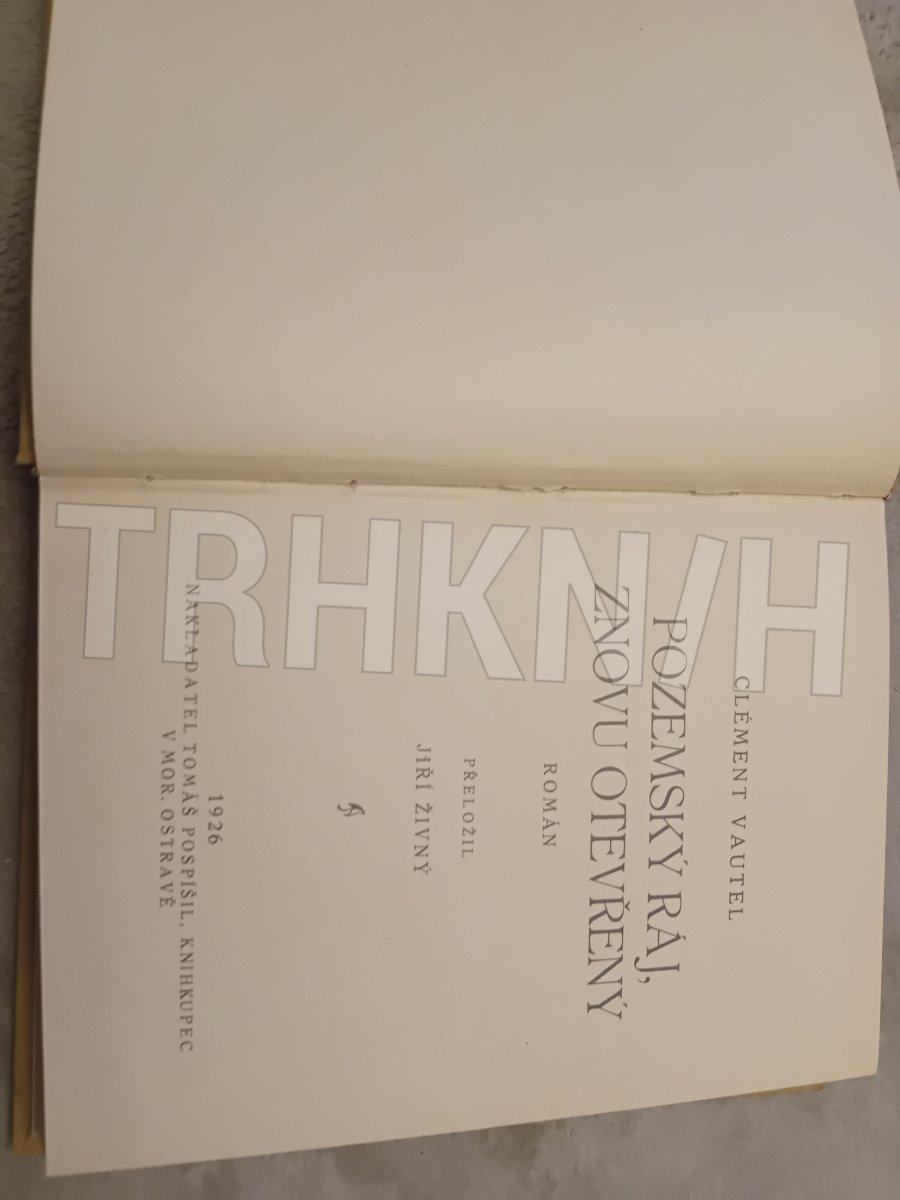 CLÉMENT VAUTEL
POZEMSKÝ RÁJ,
ZNOVU OTEVŘENÝ
ROMÁN
PŘELOŽIL
JIŘÍ ŽIVNÝ
1926
NAKLADATEL TOMÁŠ POSPÍŠIL, KNIHKUPEC
V MOR. OSTRAVĚ
TRHKNIH